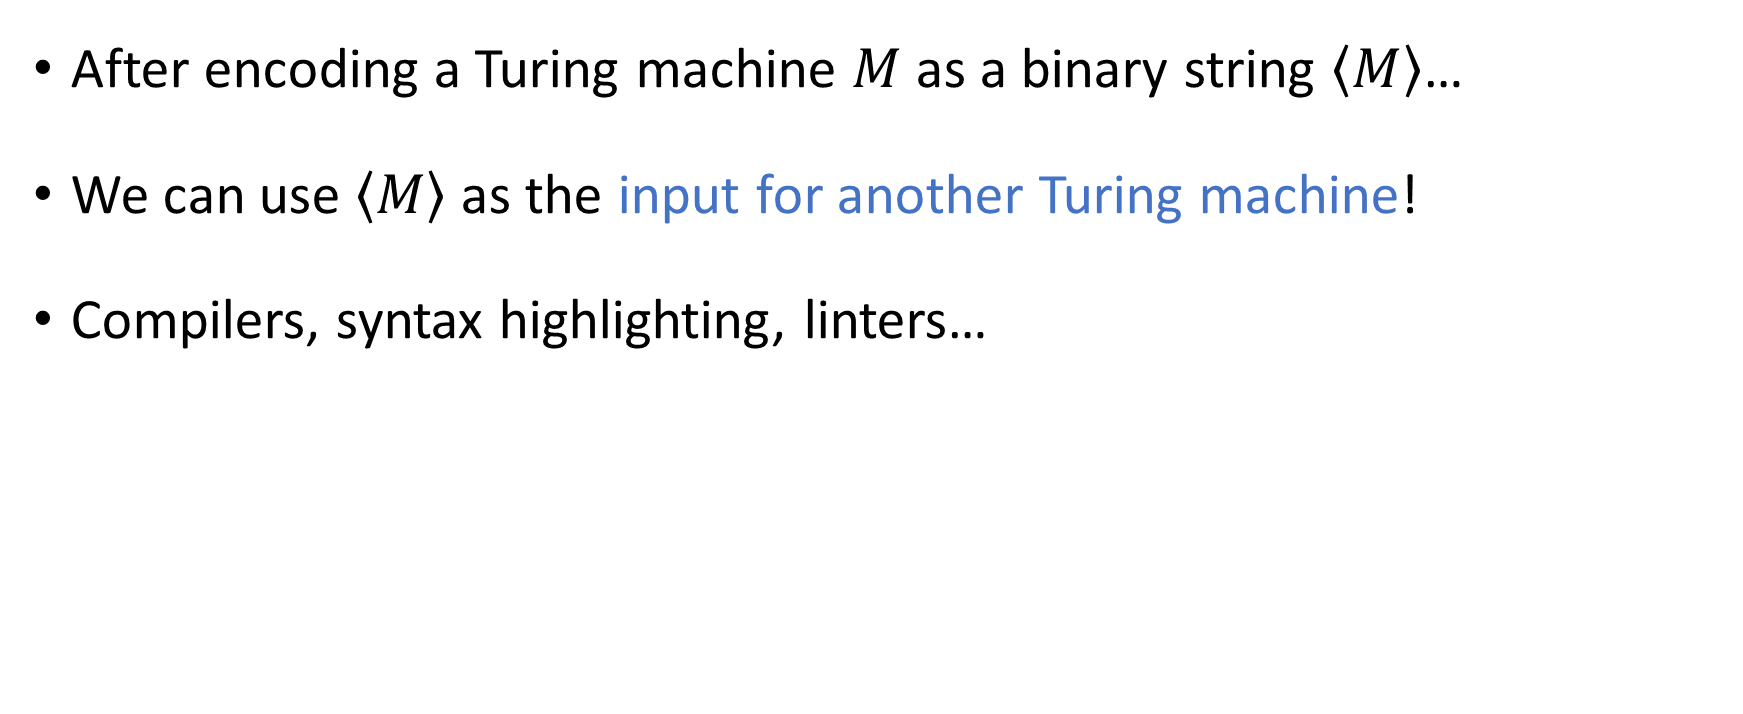 • After encoding a Turing machine 𝑀 as a binary string ⟨𝑀⟩…
• We can use ⟨𝑀⟩ as the input for another Turing machine!
• Compilers, syntax highlighting, linters…